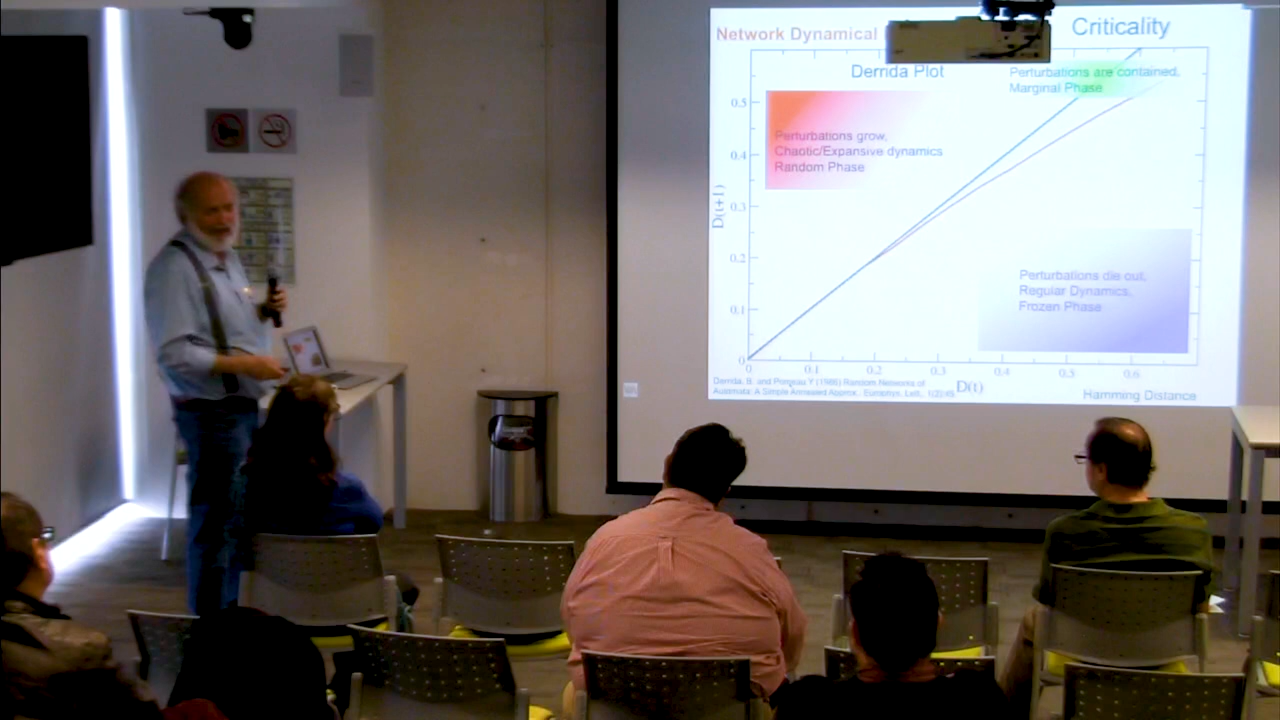 Network Dynamical
Criticality
Derrida Plot
Perturbations are contained,
Marginal Phase
Perturbations grow,
Chaotic/Expansive dynamics
Random Phase
Perturbations die out,
Regular Dynamics,
Frozen Phase
D(t+1)
0.5
0.4
0.3
0.2
0.1
0
0
0.1
0.2
0.3
0.4
0.5
0.6
D(t)
Hamming Distance
Derrida, B. and Pomeau Y (1986) Random Networks of
Automata: A Simple Annealed Approx. Europhys. Lett., 1(2):45